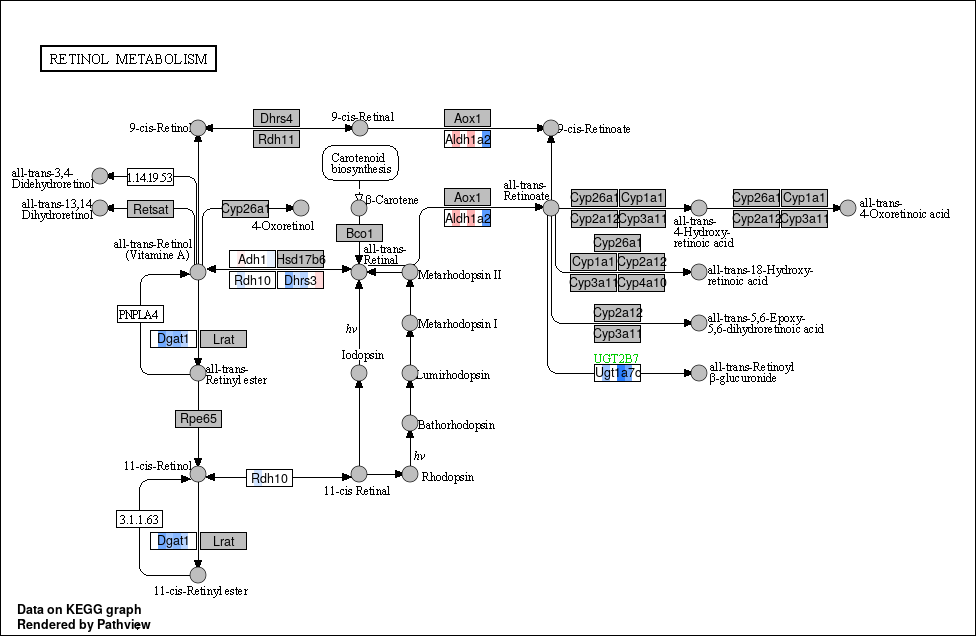 RETINOL METABOLISM
Dhrs4
9-cis-Retinal
Aox1
9-cis-Retinol
9-cis-Retinoate
Rdh11
Aldh1a2
Carotenoid
biosynthesis
all-trans-3,4-
Didehydroretinol
1.14.19.53
β-Carotene
Aox1
all-trans-
Retinoate
Cyp26a1
Cyp1a1
Cyp26a1
Cyp1a1
all-trans-13,14
Dihydroretinol
Retsat
Cyp26a1
4-Oxoretinol
Aldh1a2
Cyp2a12
Cyp3a11
all-trans-
4-Hydroxy-
retinoic acid
Cyp2a12
Cyp3a11
all-trans-
4-Oxoretinoic acid
Bco1
all-trans-Retinol
(Vitamine A)
all-trans-
Retinal
Cyp26a1
Adh1
Hsd17b6
Cyp1a1
Cyp2a12
Rdh10
Dhrs3
Metarhodopsin II
Cyp3a11
Cyp4a10
all-trans-18-Hydroxy-
retinoic acid
PNPLA4
hν
Metarhodopsin I
Cyp2a12
Cyp3a11
all-trans-5,6-Epoxy-
5,6-dihydroretinoic acid
Dgat1
Lrat
Iodopsin
UGT2B7
all-trans-
Retinyl ester
Lumirhodopsin
Ugt1a7c
all-trans-Retinoyl
β-glucuronide
Rpe65
Bathorhodopsin
hν
11-cis-Retinol
Rdh10
11-cis Retinal
Rhodopsin
3.1.1.63
Dgat1
Lrat
11-cis-Retinyl ester
Data on KEGG graph
Rendered by Pathview